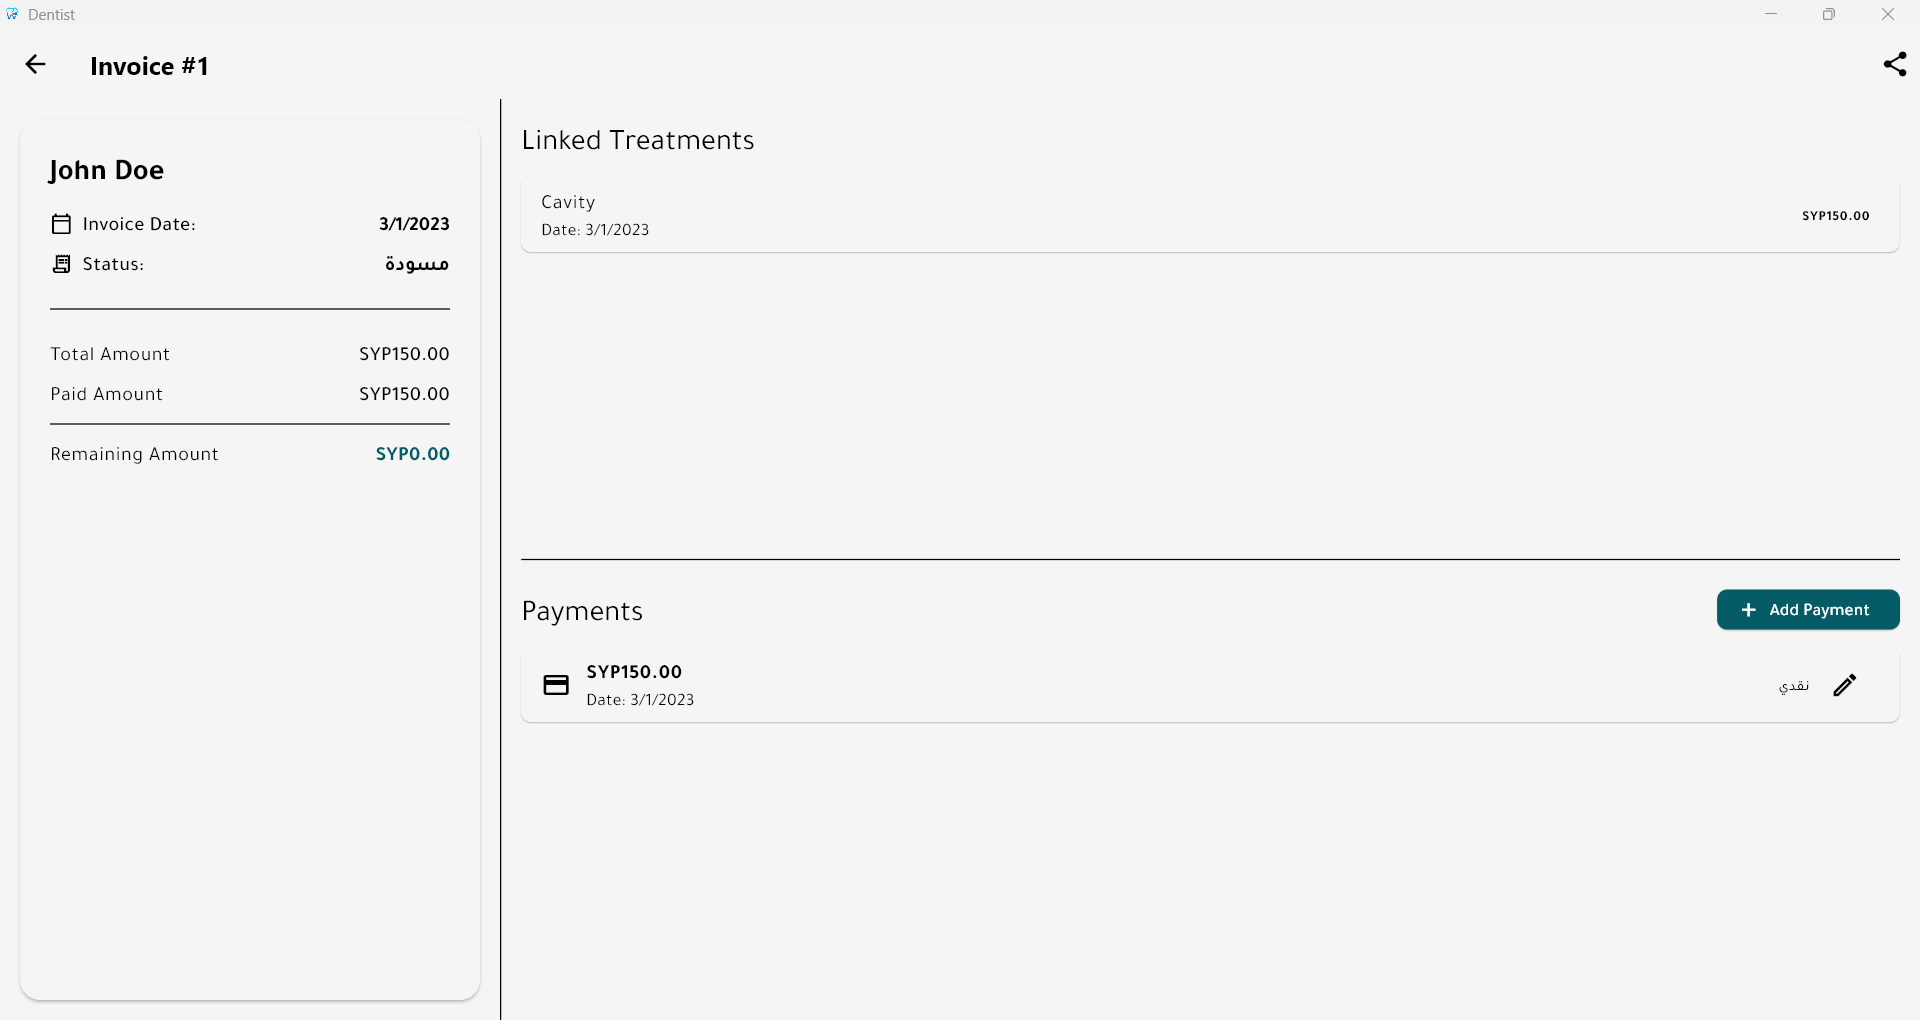 Dentist
Invoice #1
John Doe
Invoice Date: 3/1/2023
Status: مسودة
Total Amount SYP150.00
Paid Amount SYP150.00
Remaining Amount SYP0.00
Linked Treatments
Cavity
Date: 3/1/2023
SYP150.00
Payments
Add Payment
SYP150.00
Date: 3/1/2023
نقدي